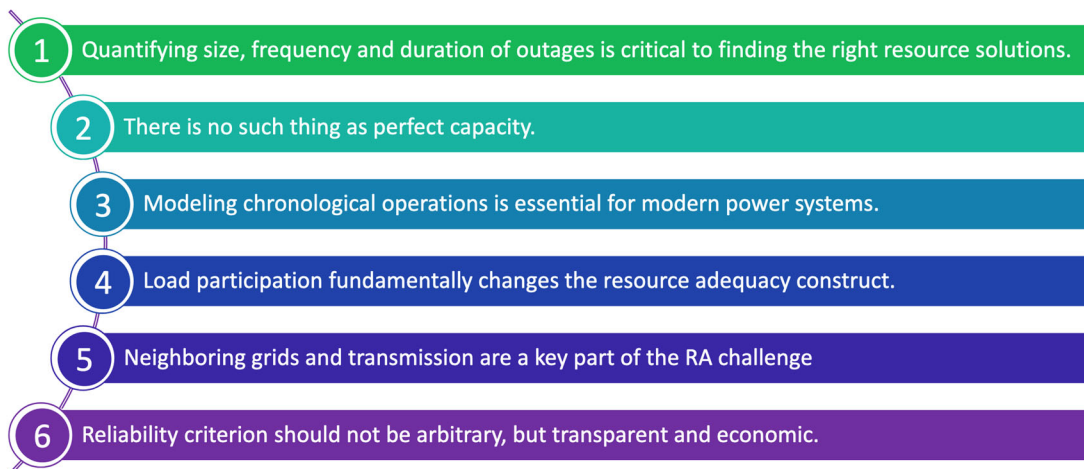 1 Quantifying size, frequency and duration of outages is critical to finding the right resource solutions.
2 There is no such thing as perfect capacity.
3 Modeling chronological operations is essential for modern power systems.
4 Load participation fundamentally changes the resource adequacy construct.
5 Neighboring grids and transmission are a key part of the RA challenge
6 Reliability criterion should not be arbitrary, but transparent and economic.